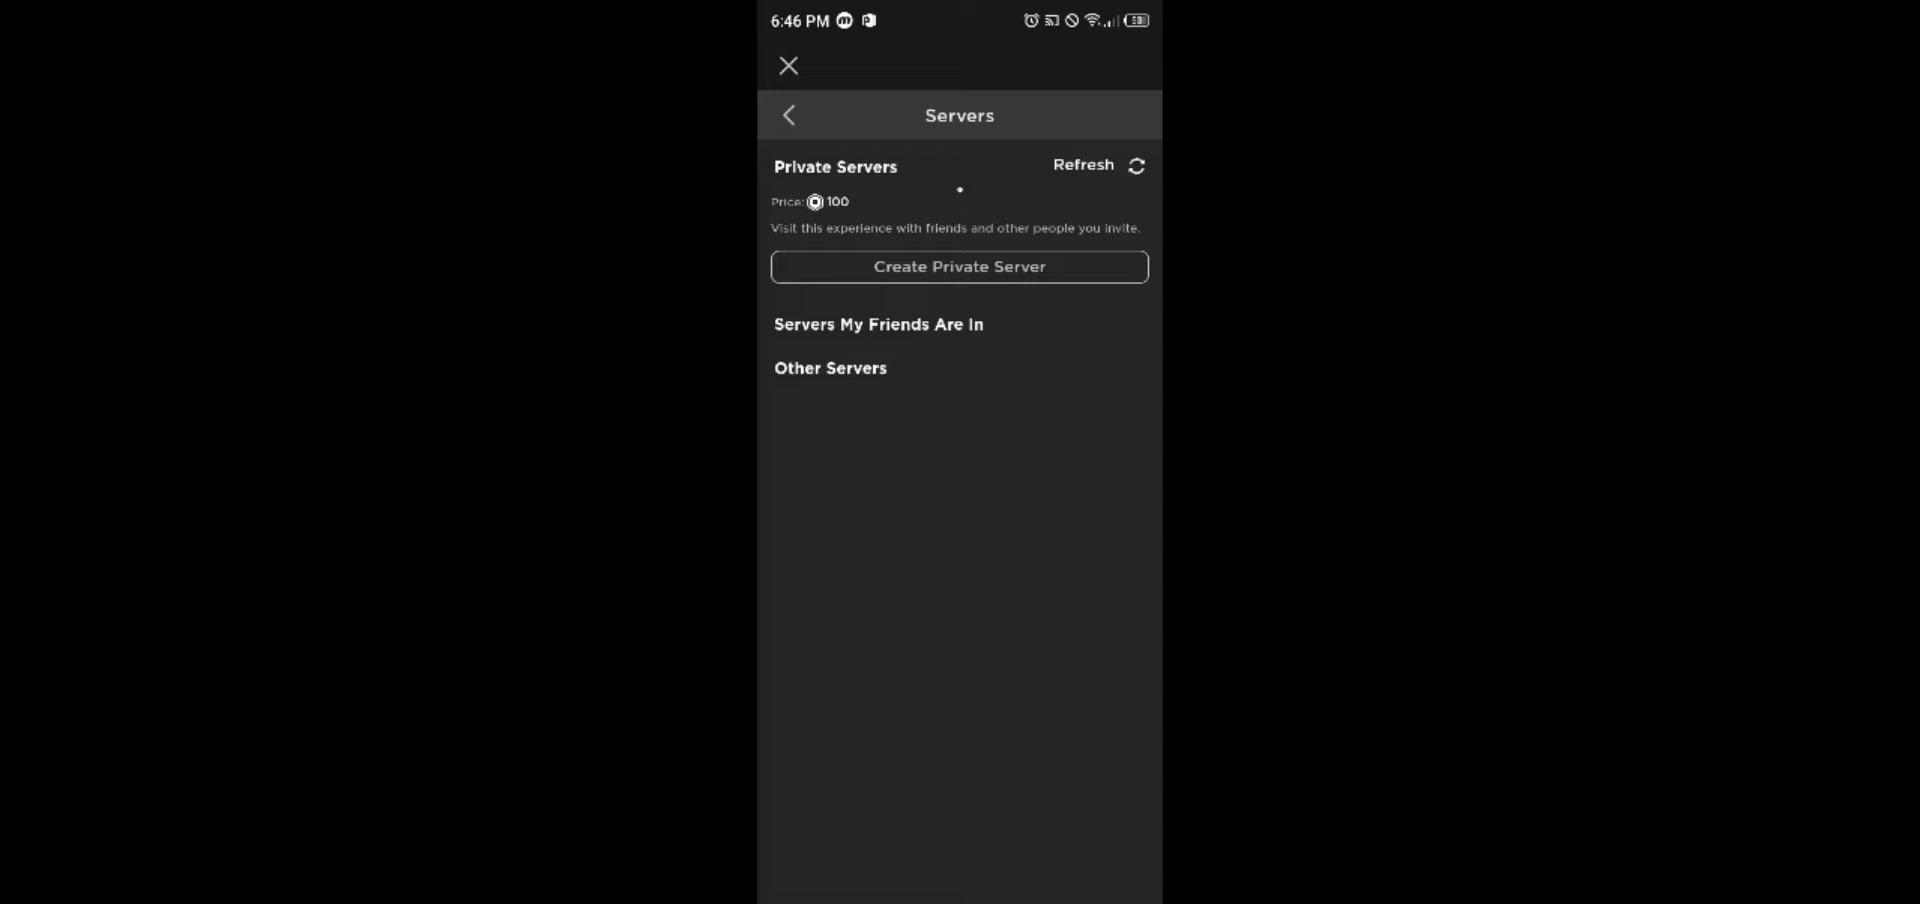 6:46 PM
Servers
Private Servers
Refresh
Price: 100
Visit this experience with friends and other people you invite.
Create Private Server
Servers My Friends Are In
Other Servers